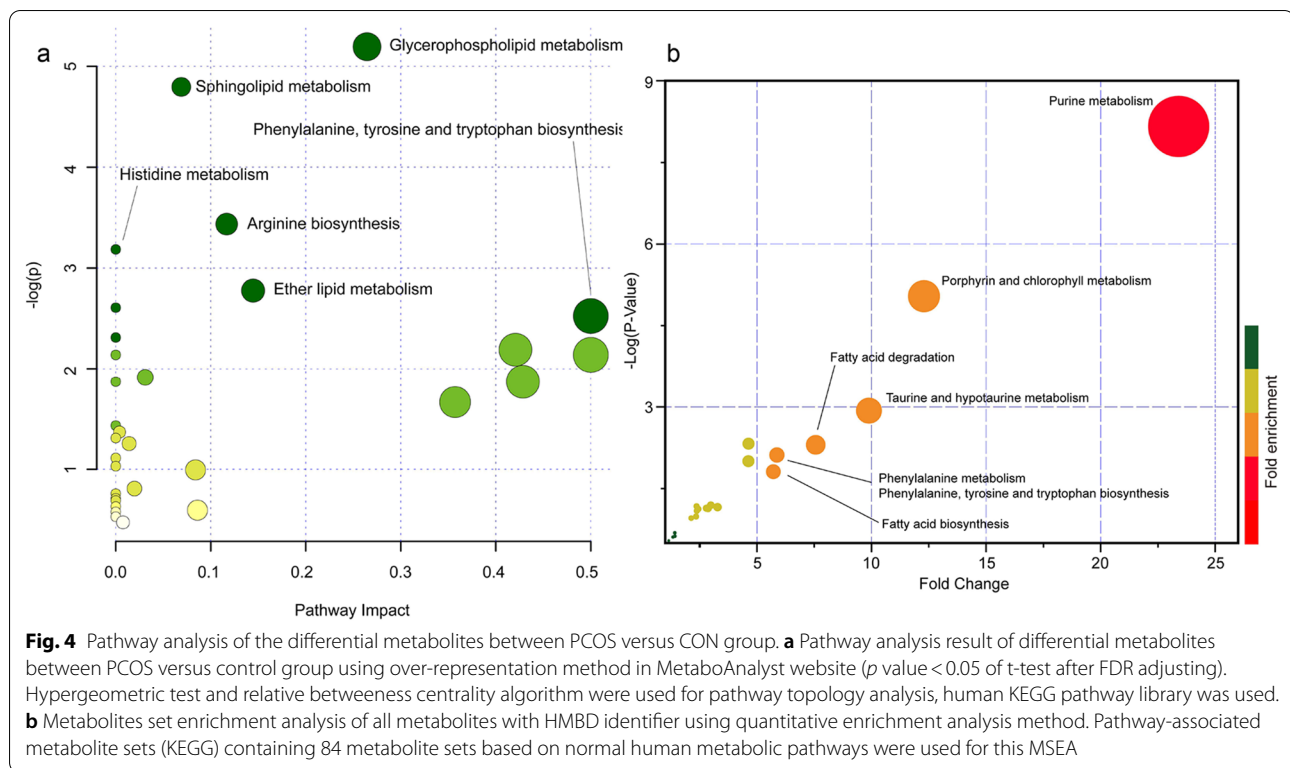 a
Glycerophospholipid metabolism
Sphingolipid metabolism
Phenylalanine, tyrosine and tryptophan biosynthesis
Histidine metabolism
Arginine biosynthesis
Ether lipid metabolism
-log(p)
5
4
3
2
1
0.0 0.1 0.2 0.3 0.4 0.5
Pathway Impact
b
Purine metabolism
Porphyrin and chlorophyll metabolism
Fatty acid degradation
Taurine and hypotaurine metabolism
Phenylalanine metabolism
Phenylalanine, tyrosine and tryptophan biosynthesis
Fatty acid biosynthesis
-Log(P-Value)
9
6
3
5 10 15 20 25
Fold Change
Fold enrichment
Fig. 4 Pathway analysis of the differential metabolites between PCOS versus CON group. a Pathway analysis result of differential metabolites
between PCOS versus control group using over-representation method in MetaboAnalyst website (p value < 0.05 of t-test after FDR adjusting).
Hypergeometric test and relative betweeness centrality algorithm were used for pathway topology analysis, human KEGG pathway library was used.
b Metabolites set enrichment analysis of all metabolites with HMBD identifier using quantitative enrichment analysis method. Pathway-associated
metabolite sets (KEGG) containing 84 metabolite sets based on normal human metabolic pathways were used for this MSEA